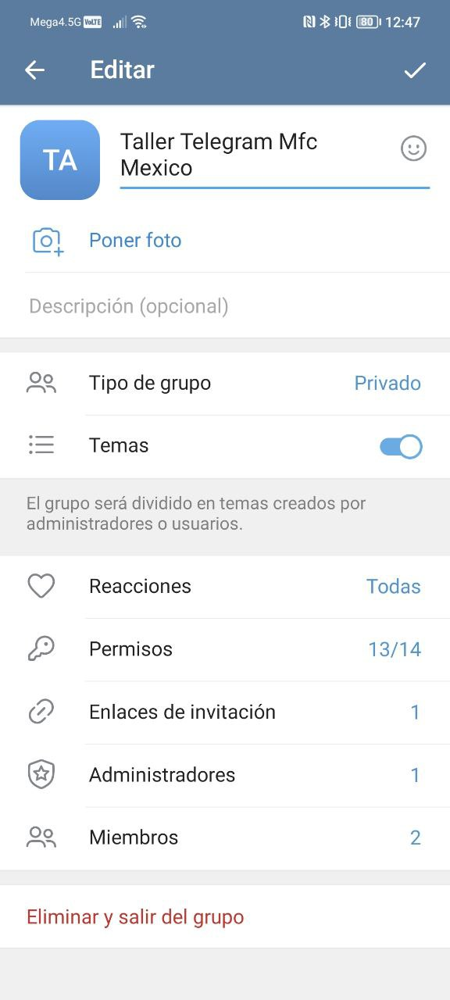 Mega4.5G VoLTE 80 12:47
Editar
TA
Taller Telegram Mfc
Mexico
Poner foto
Descripción (opcional)
Tipo de grupo Privado
Temas
El grupo será dividido en temas creados por
administradores o usuarios.
Reacciones Todas
Permisos 13/14
Enlaces de invitación 1
Administradores 1
Miembros 2
Eliminar y salir del grupo